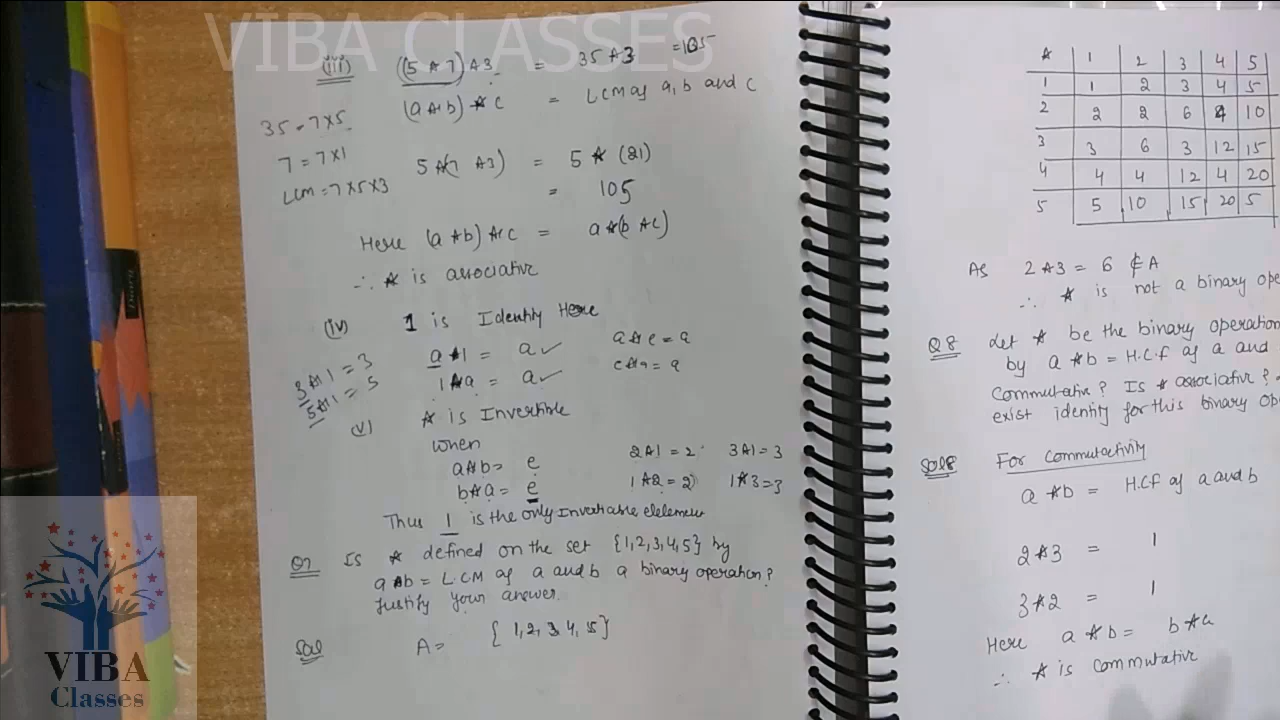 VIBA CLASSES
(iii) (5 * 7) * 3 = 35 * 3 = 105
(a * b) * c = LCM of a, b and c
35 = 7 × 5
7 = 7 × 1
LCM = 7 × 5 × 3
5 * (7 * 3) = 5 * (21)
= 105
Here (a * b) * c = a * (b * c)
∴ * is associative
(iv) 1 is Identity Here
a * 1 = a ✓ a * e = a
1 * a = a ✓ e * a = a
3 * 1 = 3
5 * 1 = 5
(v) * is Invertible
when
a * b = e 2 * 1 = 2 3 * 1 = 3
b * a = e 1 * 2 = 2 1 * 3 = 3
Thus 1 is the only Invertiable element
Q7 Is * defined on the set {1,2,3,4,5} by
a * b = L.C.M of a and b a binary operation?
Justify your answer.
Sol A = {1,2,3,4,5}
* 1 2 3 4 5
1 1 2 3 4 5
2 2 2 6 4 10
3 3 6 3 12 15
4 4 4 12 4 20
5 5 10 15 20 5
As 2 * 3 = 6 ∉ A
∴ * is not a binary ope
Q8 Let * be the binary operation
by a * b = H.C.f of a and
Commutative? Is * associative?
exist identity for this binary op
Sol8 For commutativity
a * b = H.C.f of a and b
2 * 3 = 1
3 * 2 = 1
Here a * b = b * a
∴ * is commutative
VIBA
Classes